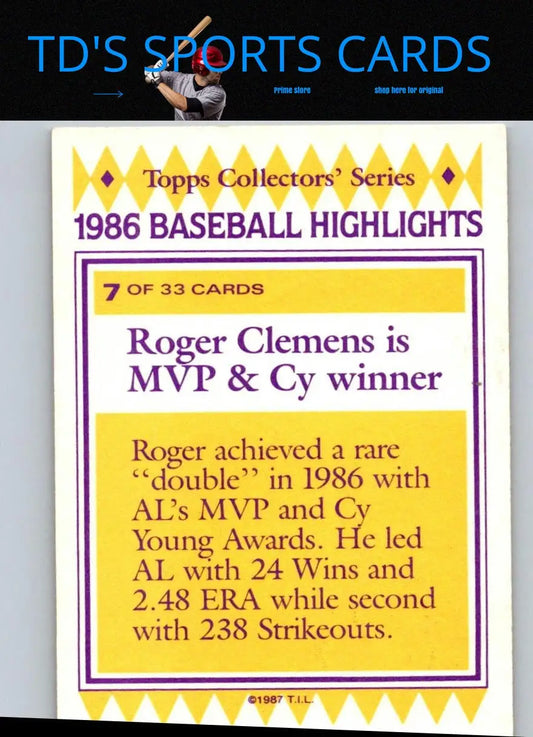 TD'S SPORTS CARDS
Prime store
shop here for original
Topps Collectors' Series
1986 BASEBALL HIGHLIGHTS
7 OF 33 CARDS
Roger Clemens is
MVP & Cy winner
Roger achieved a rare
“double” in 1986 with
AL's MVP and Cy
Young Awards. He led
AL with 24 Wins and
2.48 ERA while second
with 238 Strikeouts.
©1987 T.I.L.